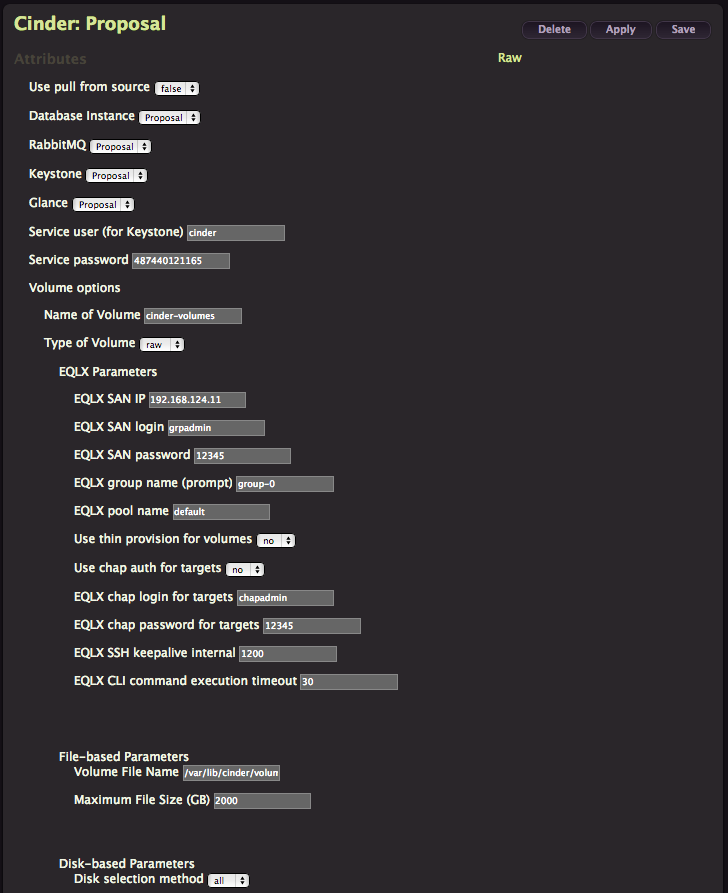 Cinder: Proposal
Delete Apply Save
Attributes Raw
Use pull from source false
Database Instance Proposal
RabbitMQ Proposal
Keystone Proposal
Glance Proposal
Service user (for Keystone) cinder
Service password 487440121165
Volume options
Name of Volume cinder-volumes
Type of Volume raw
EQLX Parameters
EQLX SAN IP 192.168.124.11
EQLX SAN login grpadmin
EQLX SAN password 12345
EQLX group name (prompt) group-0
EQLX pool name default
Use thin provision for volumes no
Use chap auth for targets no
EQLX chap login for targets chapadmin
EQLX chap password for targets 12345
EQLX SSH keepalive internal 1200
EQLX CLI command execution timeout 30
File-based Parameters
Volume File Name /var/lib/cinder/volum
Maximum File Size (GB) 2000
Disk-based Parameters
Disk selection method all